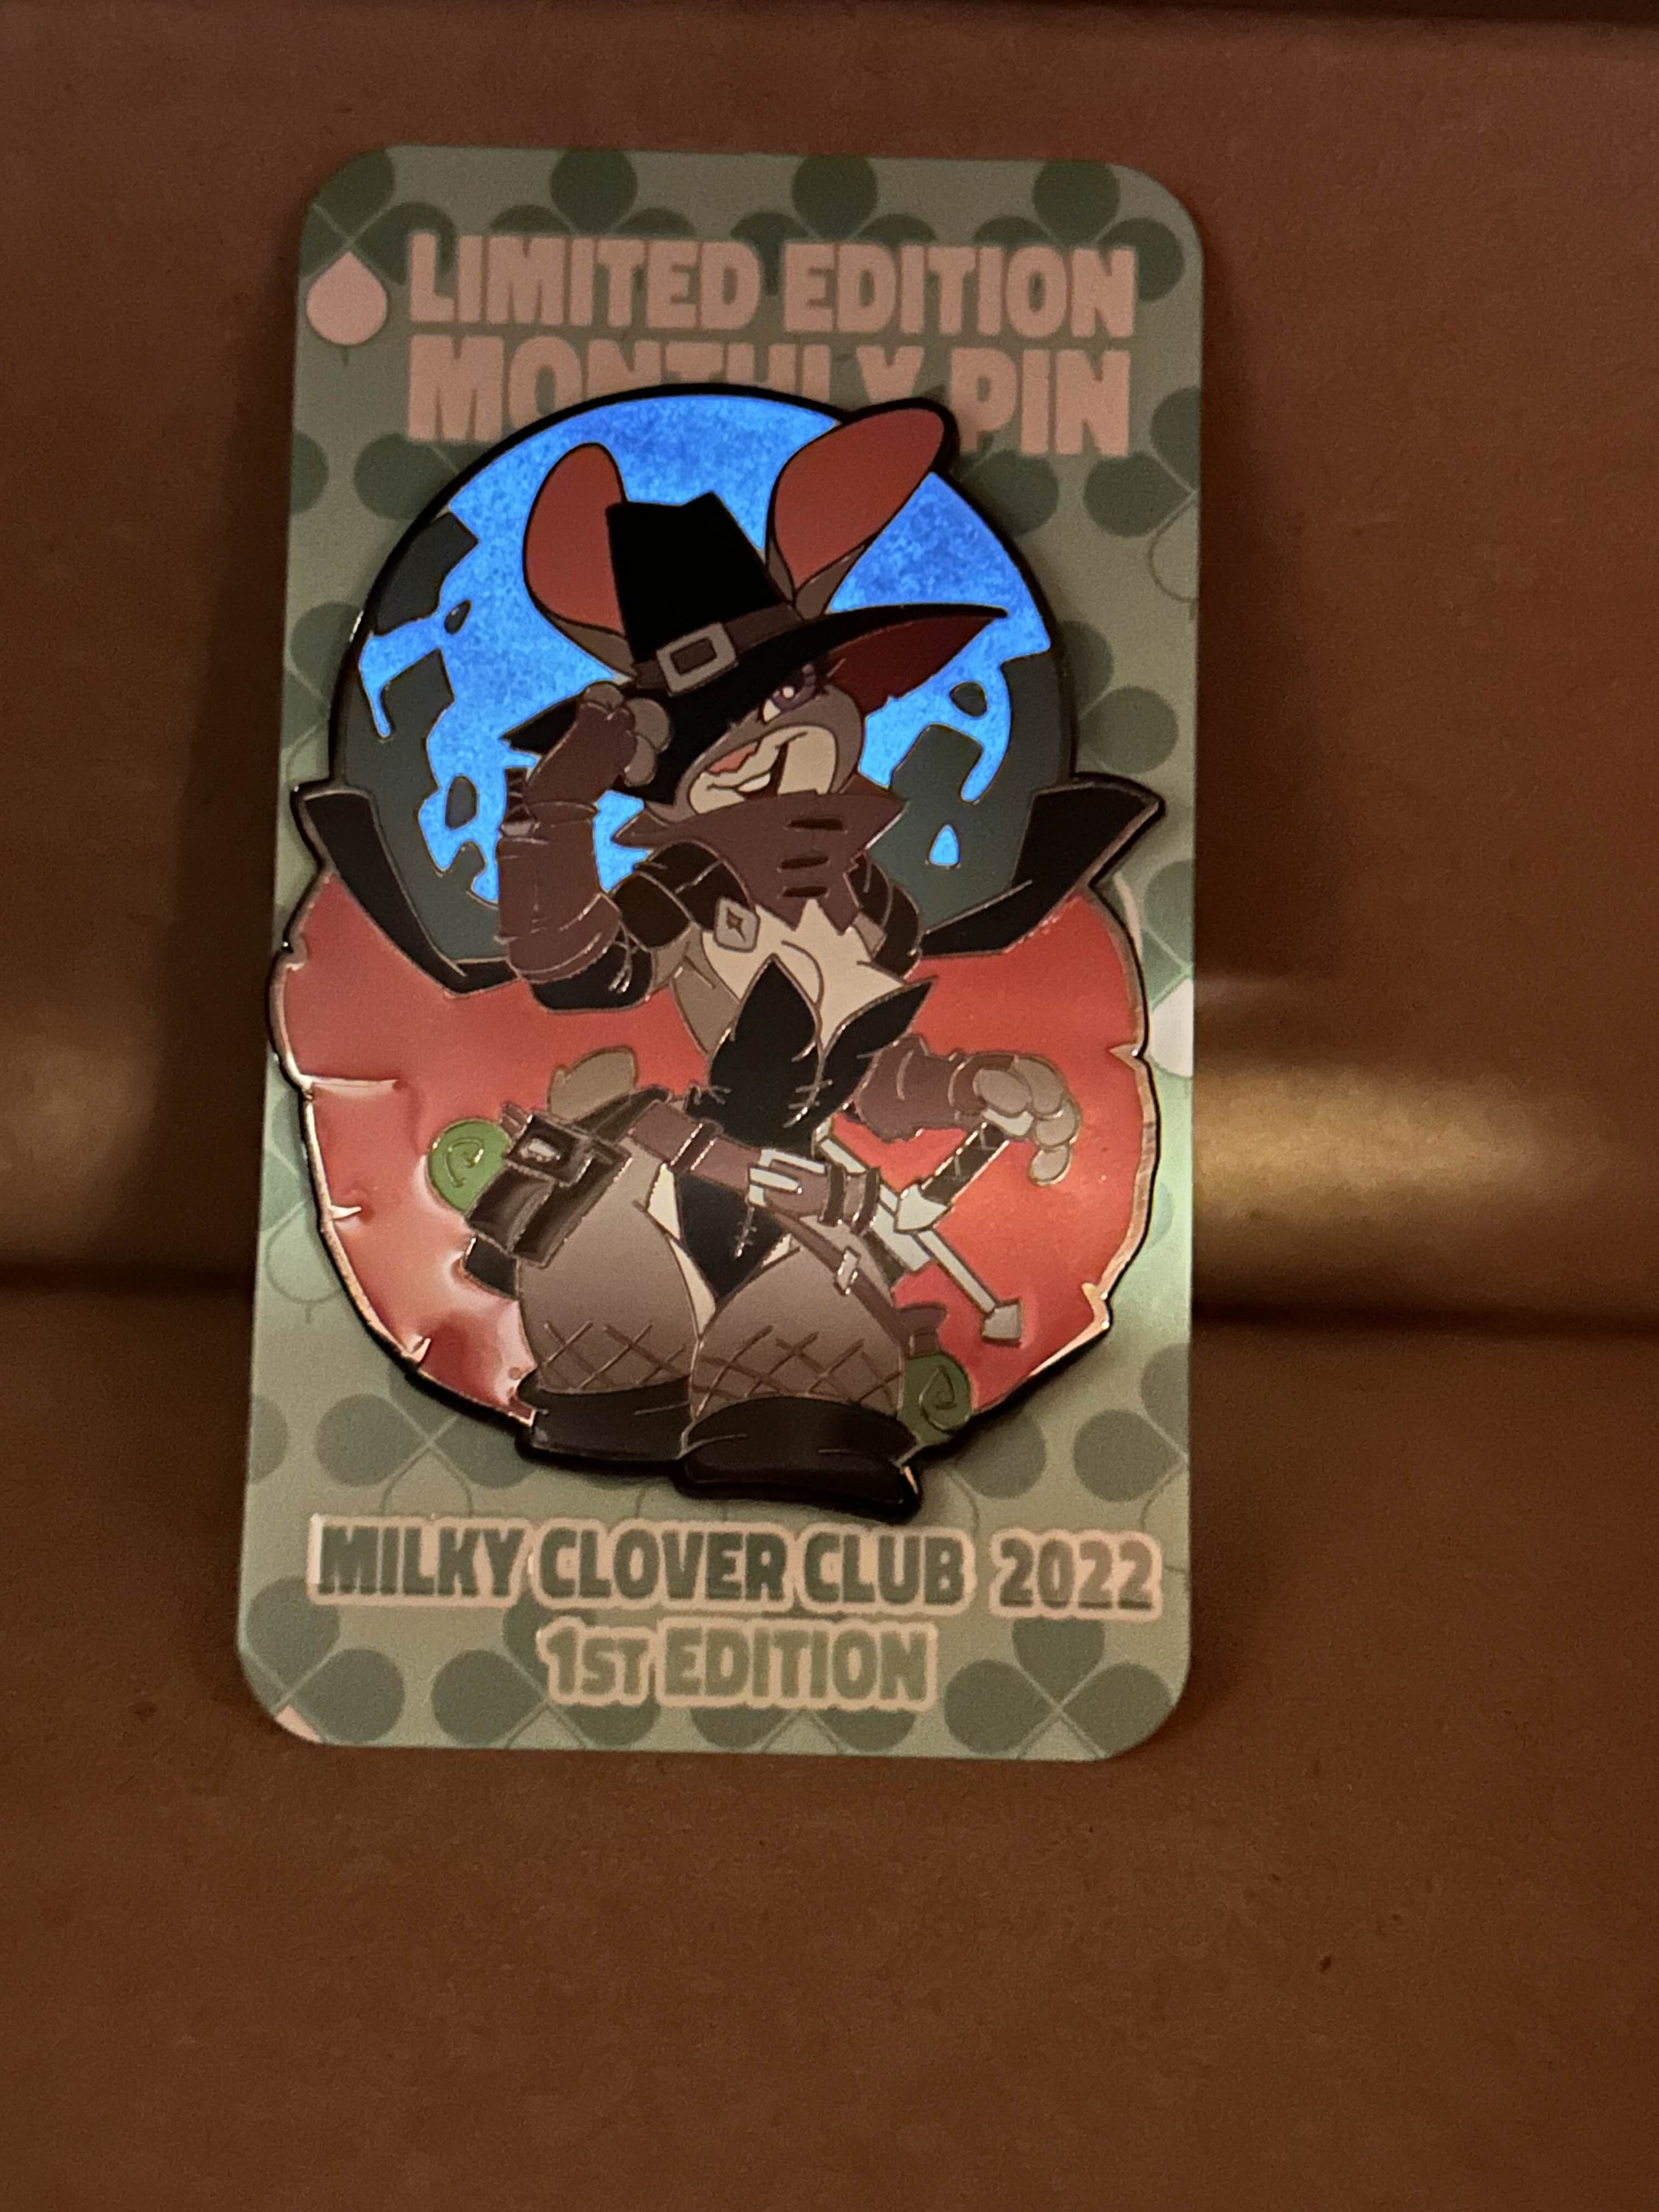 LIMITED EDITION
MONTHLY PIN
MILKY CLOVER CLUB 2022
1ST EDITION